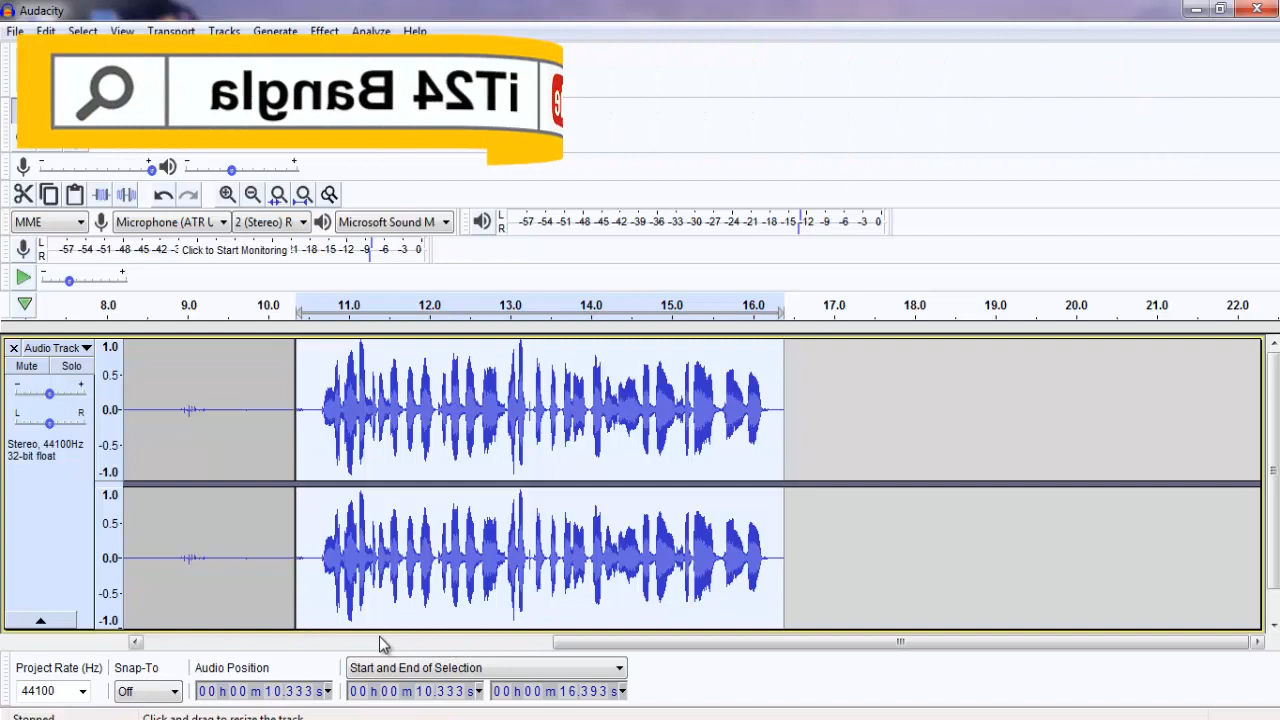 Audacity
File Edit Select View Transport Tracks Generate Effect Analyze Help
iT24 Bangla
MME Microphone (ATR U 2 (Stereo) R Microsoft Sound M L R -57 -54 -51 -48 -45 -42 -39 -36 -33 -30 -27 -24 -21 -18 -15 -12 -9 -6 -3 0
L R -57 -54 -51 -48 -45 -42 -3 Click to Start Monitoring 1 -18 -15 -12 -9 -6 -3 0
8.0 9.0 10.0 11.0 12.0 13.0 14.0 15.0 16.0 17.0 18.0 19.0 20.0 21.0 22.0
Audio Track
Mute Solo
L R
Stereo, 44100Hz
32-bit float
1.0
0.5
0.0
-0.5
-1.0
1.0
0.5
0.0
-0.5
-1.0
Project Rate (Hz) Snap-To Audio Position Start and End of Selection
44100 Off 00 h 00 m 10.333 s 00 h 00 m 10.333 s 00 h 00 m 16.393 s
Stopped. Click and drag to resize the track.